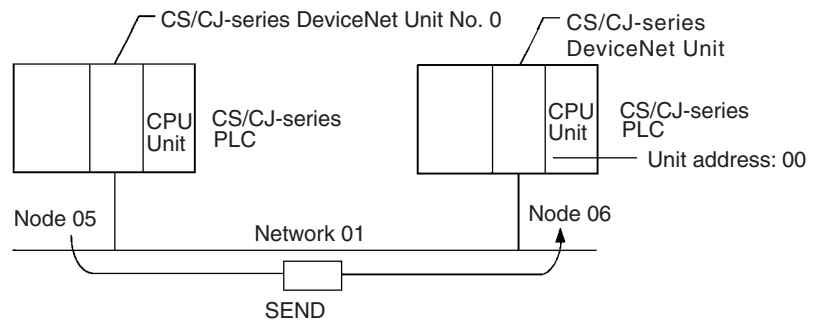 CS/CJ-series DeviceNet Unit No. 0
CS/CJ-series
DeviceNet Unit
CPU
Unit
CS/CJ-series
PLC
CPU
Unit
CS/CJ-series
PLC
Unit address: 00
Node 05
Node 06
Network 01
SEND